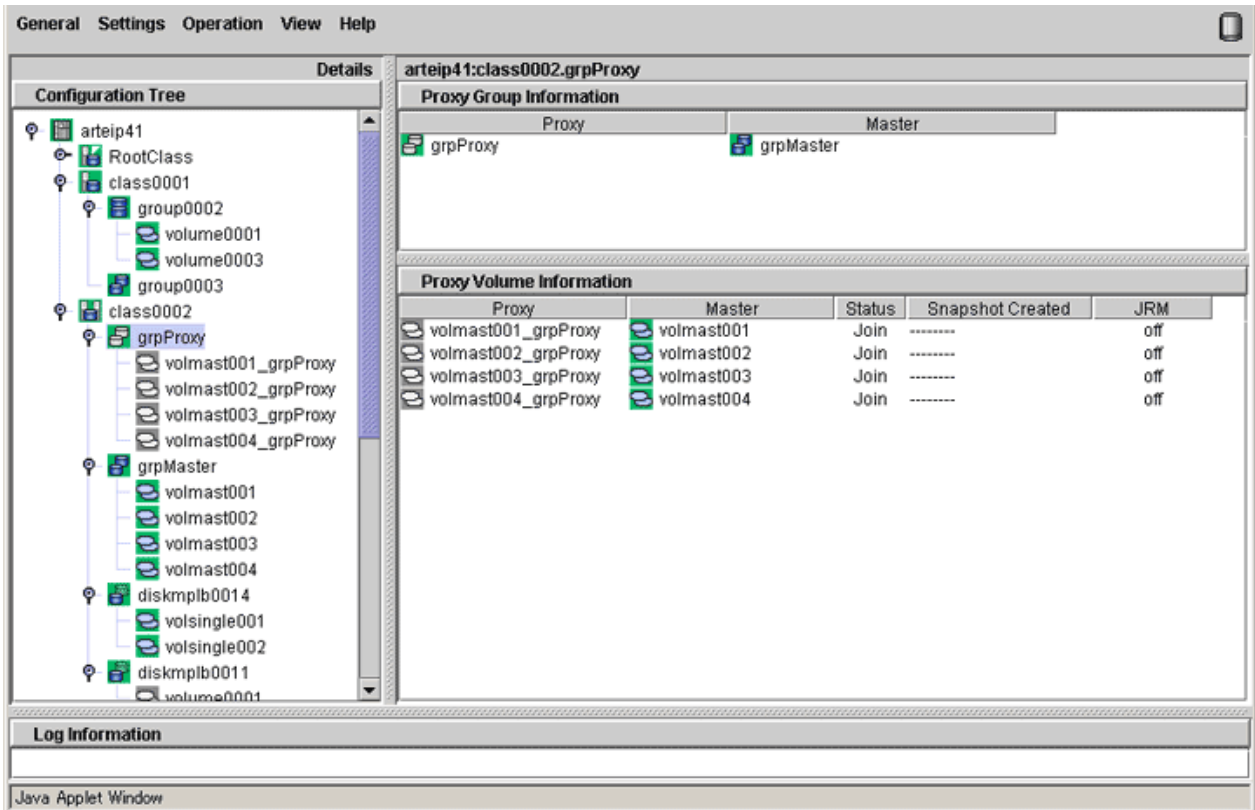 General Settings Operation View Help
Details
Configuration Tree
arteip41
RootClass
class0001
group0002
volume0001
volume0003
group0003
class0002
grpProxy
volmast001_grpProxy
volmast002_grpProxy
volmast003_grpProxy
volmast004_grpProxy
grpMaster
volmast001
volmast002
volmast003
volmast004
diskmplb0014
volsingle001
volsingle002
diskmplb0011
volume0001
arteip41:class0002.grpProxy
Proxy Group Information
Proxy Master
grpProxy grpMaster
Proxy Volume Information
Proxy Master Status Snapshot Created JRM
volmast001_grpProxy volmast001 Join -------- off
volmast002_grpProxy volmast002 Join -------- off
volmast003_grpProxy volmast003 Join -------- off
volmast004_grpProxy volmast004 Join -------- off
Log Information
Java Applet Window